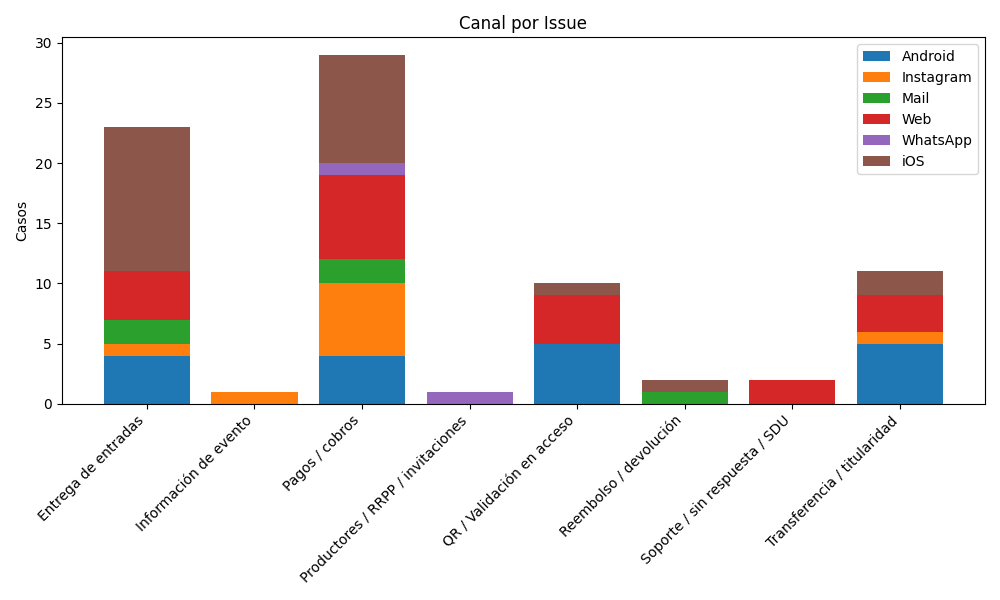 Canal por Issue
Casos
30
25
20
15
10
5
0
Android
Instagram
Mail
Web
WhatsApp
iOS
Entrega de entradas
Información de evento
Pagos / cobros
Productores / RRPP / invitaciones
QR / Validación en acceso
Reembolso / devolución
Soporte / sin respuesta / SDU
Transferencia / titularidad